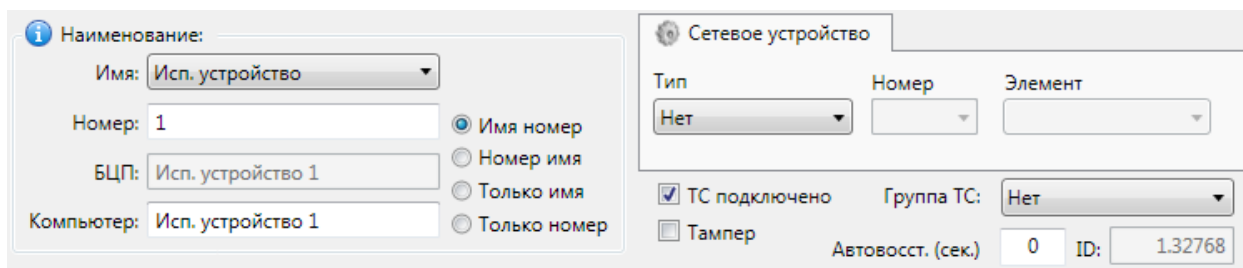 Наименование:
Имя: Исп. устройство
Номер: 1
БЦП: Исп. устройство 1
Компьютер: Исп. устройство 1
Имя номер
Номер имя
Только имя
Только номер
Сетевое устройство
Тип Номер Элемент
Нет
ТС подключено Группа ТС: Нет
Тампер
Автовосст. (сек.) 0 ID: 1.32768